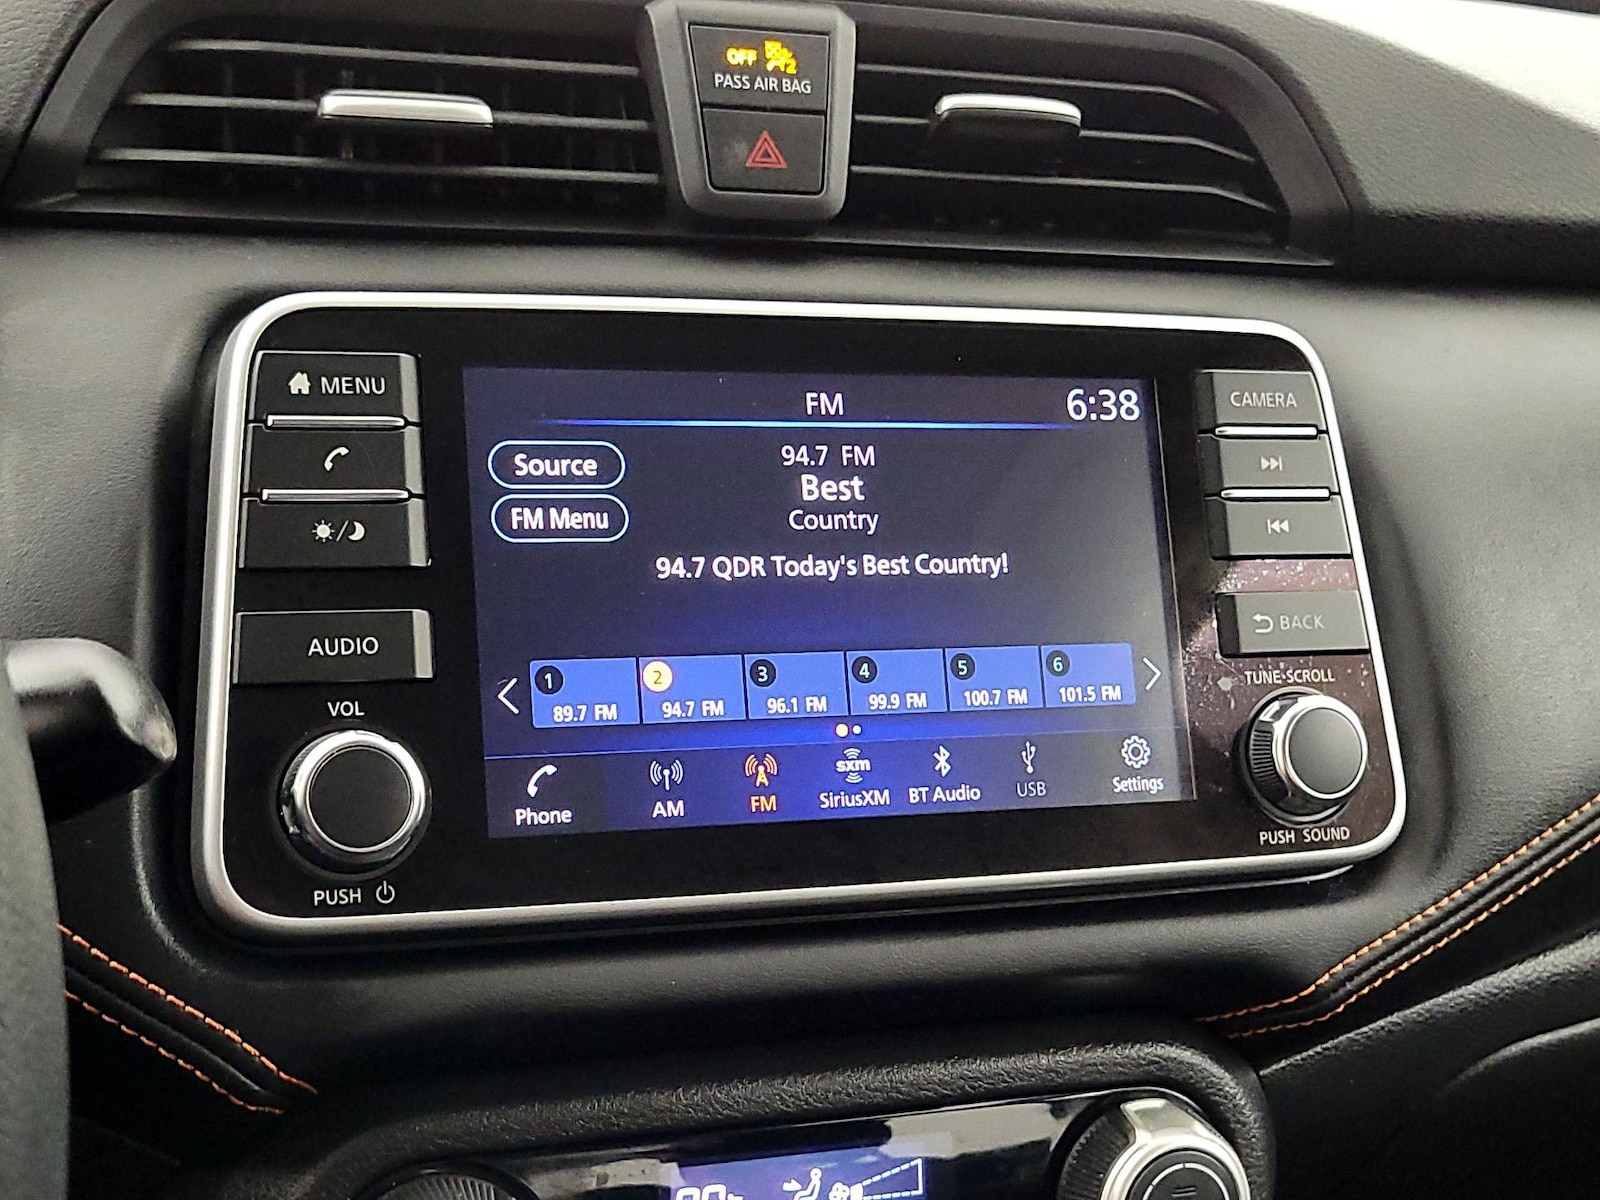 OFF 2
PASS AIR BAG
MENU
FM 6:38
CAMERA
Source
94.7 FM
Best
FM Menu
Country
94.7 QDR Today's Best Country!
AUDIO
BACK
VOL
TUNE·SCROLL
1 2 3 4 5 6
89.7 FM 94.7 FM 96.1 FM 99.9 FM 100.7 FM 101.5 FM
sxm
Phone AM FM SiriusXM BT Audio USB Settings
PUSH
PUSH SOUND